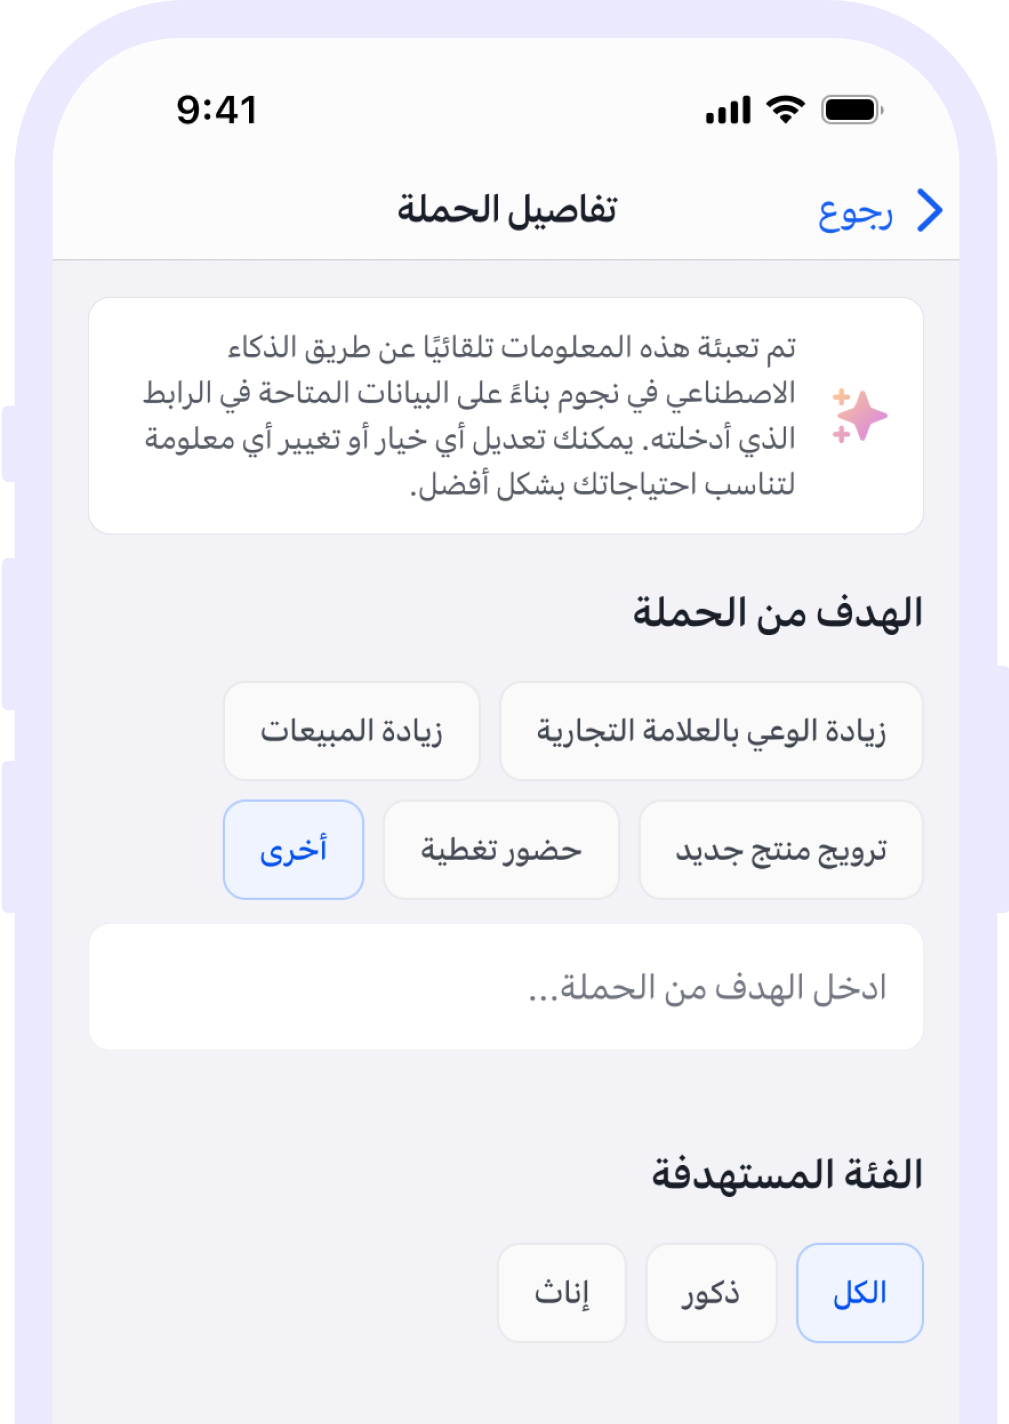 9:41
رجوع
تفاصيل الحملة
تم تعبئة هذه المعلومات تلقائيًا عن طريق الذكاء
الاصطناعي في نجوم بناءً على البيانات المتاحة في الرابط
الذي أدخلته. يمكنك تعديل أي خيار أو تغيير أي معلومة
لتناسب احتياجاتك بشكل أفضل.
الهدف من الحملة
زيادة الوعي بالعلامة التجارية
زيادة المبيعات
ترويج منتج جديد
حضور تغطية
أخرى
ادخل الهدف من الحملة...
الفئة المستهدفة
الكل
ذكور
إناث